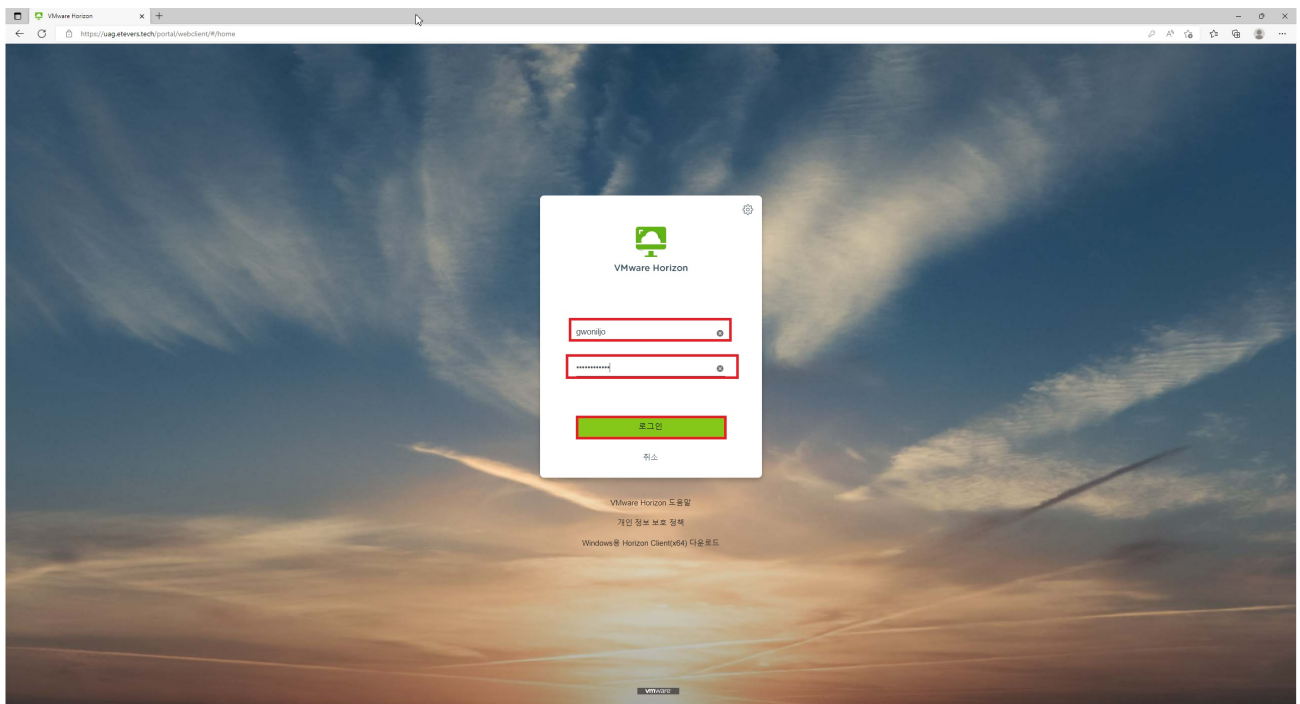 VMware Horizon
https://uag.etevers.tech/portal/webclient/#/home
VMware Horizon
gwoniljo
••••••••••••
로그인
취소
VMware Horizon 도움말
개인 정보 보호 정책
Windows용 Horizon Client(x64) 다운로드
vmware